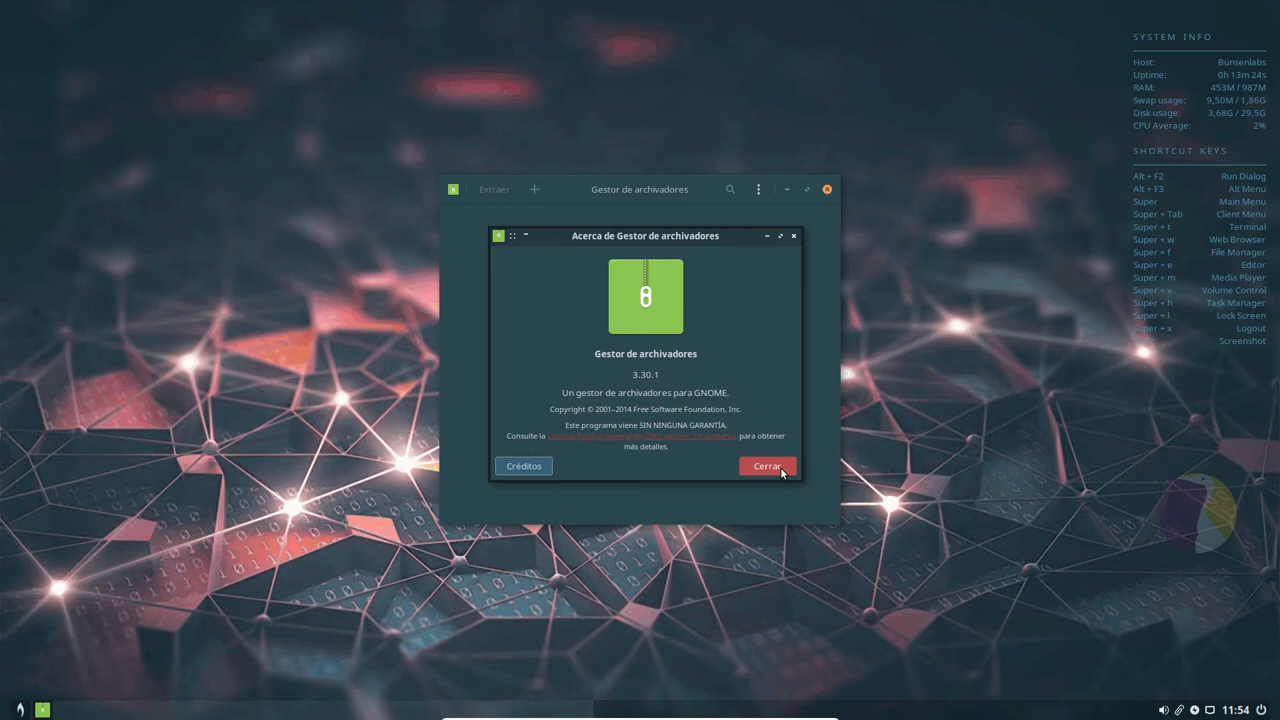 SYSTEM INFO
Host: Bunsenlabs
Uptime: 0h 13m 24s
RAM: 453M / 987M
Swap usage: 9,50M / 1,86G
Disk usage: 3,68G / 29,5G
CPU Average: 2%
SHORTCUT KEYS
Alt + F2 Run Dialog
Alt + F3 Alt Menu
Super Main Menu
Super + Tab Client Menu
Super + t Terminal
Super + w Web Browser
Super + f File Manager
Super + e Editor
Super + m Media Player
Super + v Volume Control
Super + h Task Manager
Super + l Lock Screen
Super + x Logout
Screenshot
Extraer
Gestor de archivadores
Acerca de Gestor de archivadores
Gestor de archivadores
3.30.1
Un gestor de archivadores para GNOME.
Copyright © 2001–2014 Free Software Foundation, Inc.
Este programa viene SIN NINGUNA GARANTÍA.
Consulte la para obtener
más detalles.
Créditos
Cerrar
11:54